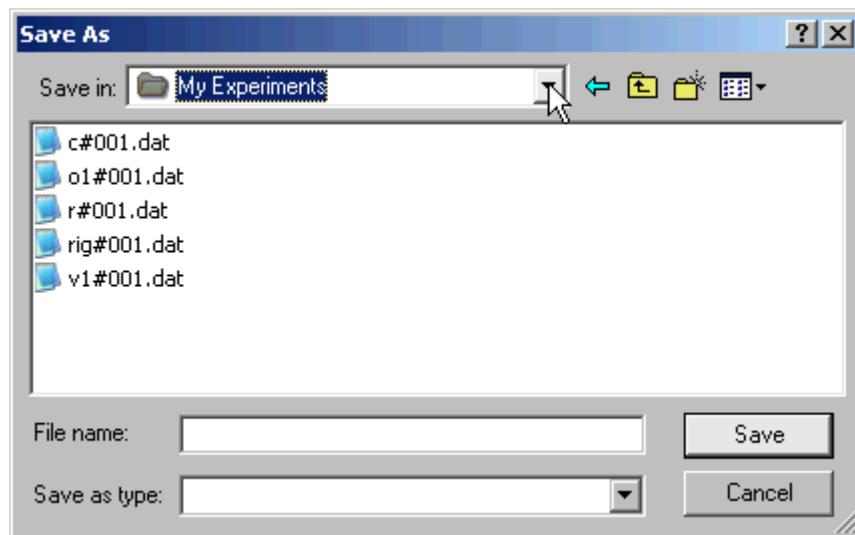 Save As
Save in: My Experiments
c#001.dat
o1#001.dat
r#001.dat
rig#001.dat
v1#001.dat
File name:
Save
Save as type:
Cancel